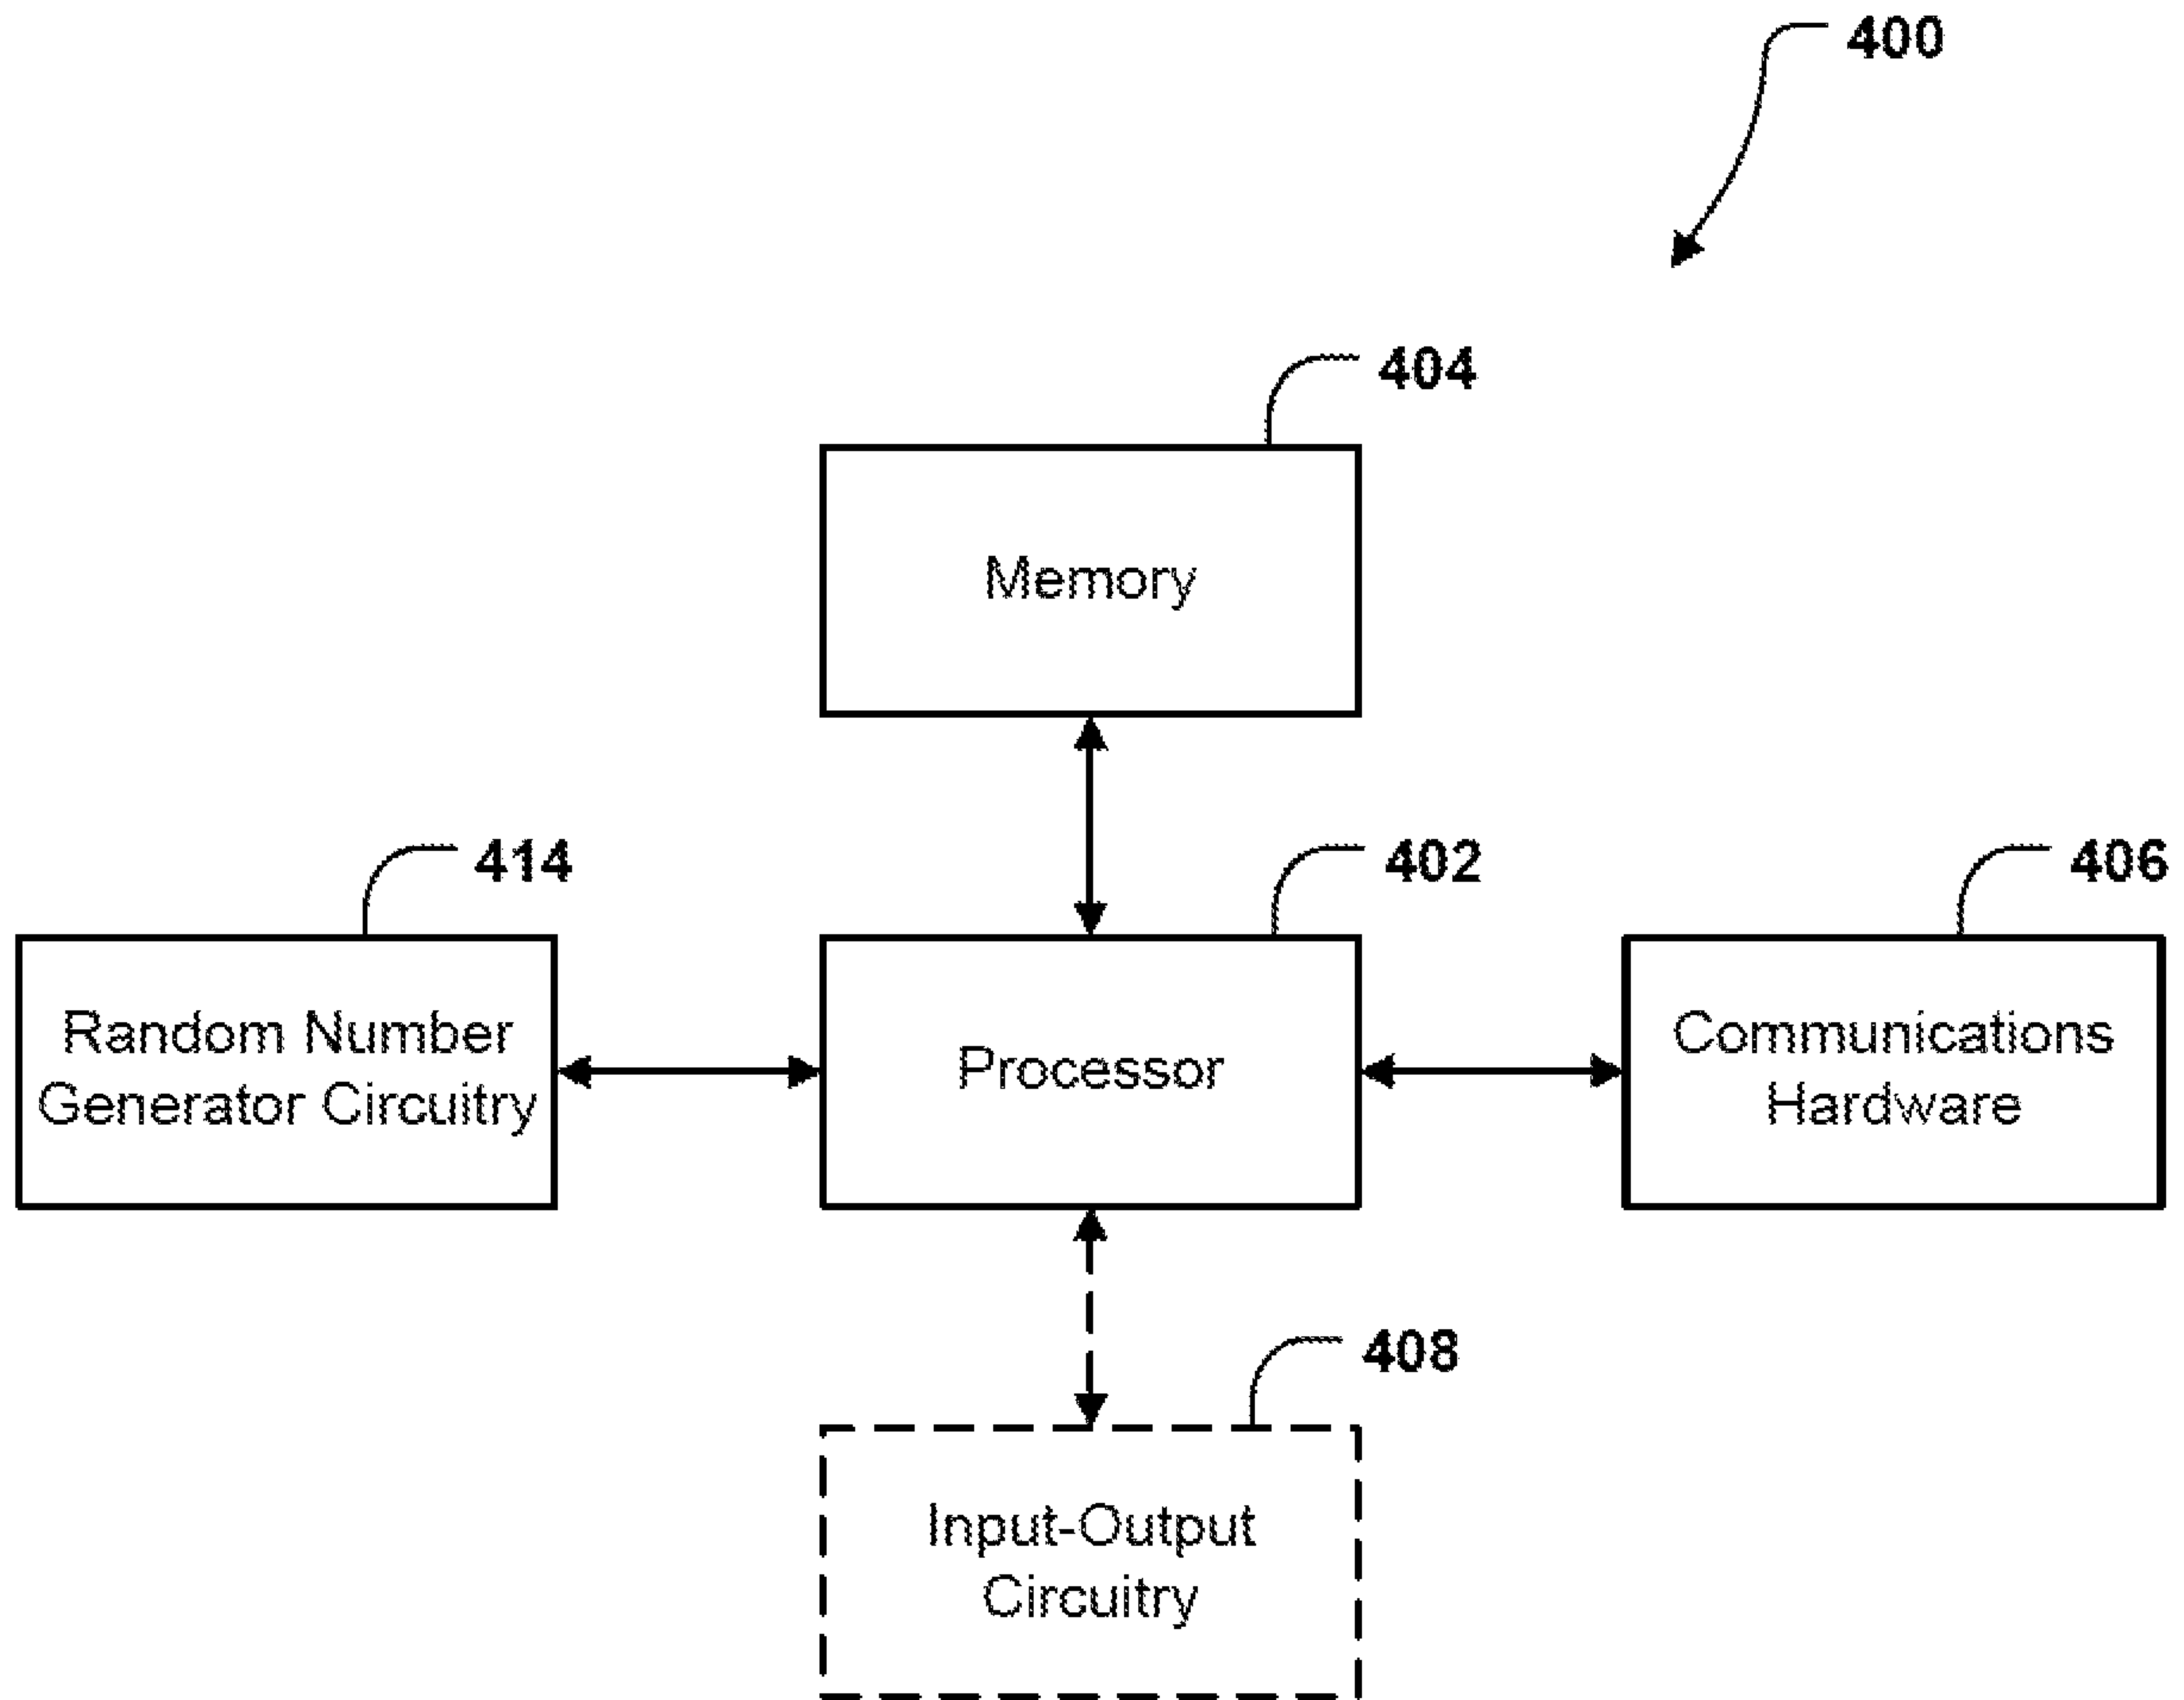 400
404
Memory
414
402
406
Random Number
Generator Circuitry
Processor
Communications
Hardware
408
Input-Output
Circuitry